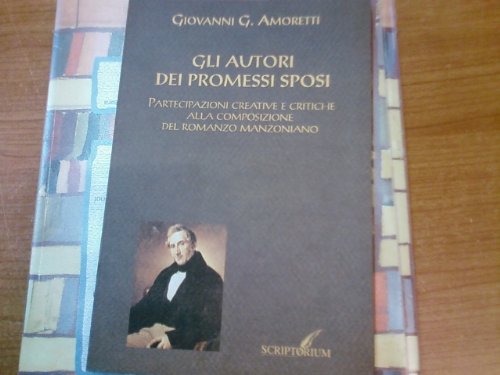 GIOVANNI G. AMORETTI
GLI AUTORI
DEI PROMESSI SPOSI
PARTECIPAZIONI CREATIVE E CRITICHE
ALLA COMPOSIZIONE
DEL ROMANZO MANZONIANO
SCRIPTORIUM